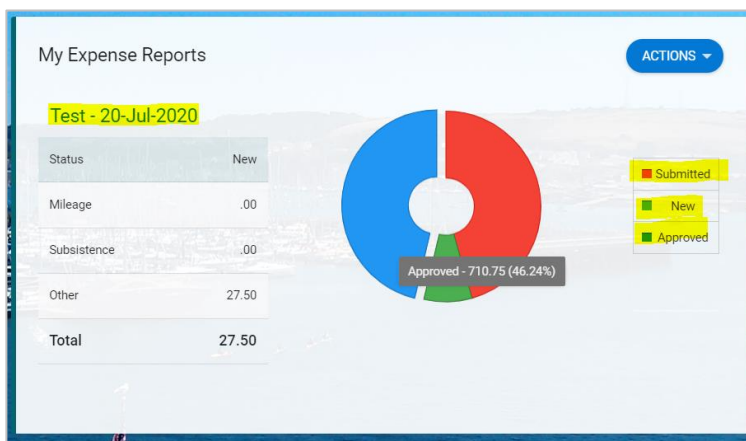 My Expense Reports
ACTIONS
Test - 20-Jul-2020
Status New
Mileage .00
Subsistence .00
Other 27.50
Total 27.50
Approved - 710.75 (46.24%)
Submitted
New
Approved